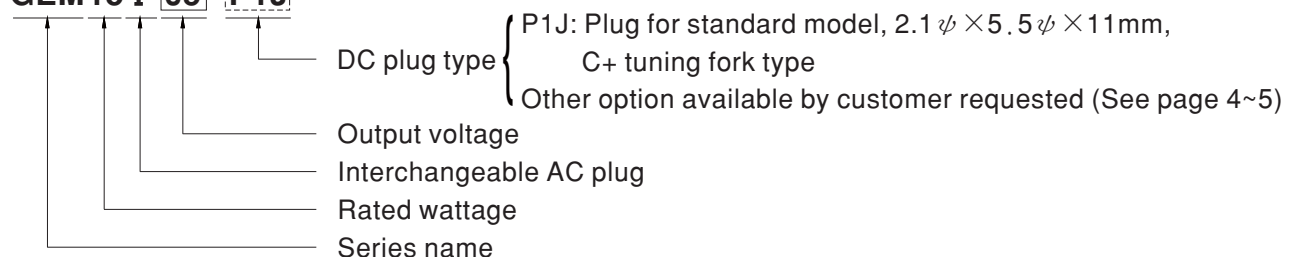 P1J: Plug for standard model, 2.1ψ×5.5ψ×11mm,
DC plug type
C+ tuning fork type
Other option available by customer requested (See page 4~5)
Output voltage
Interchangeable AC plug
Rated wattage
Series name